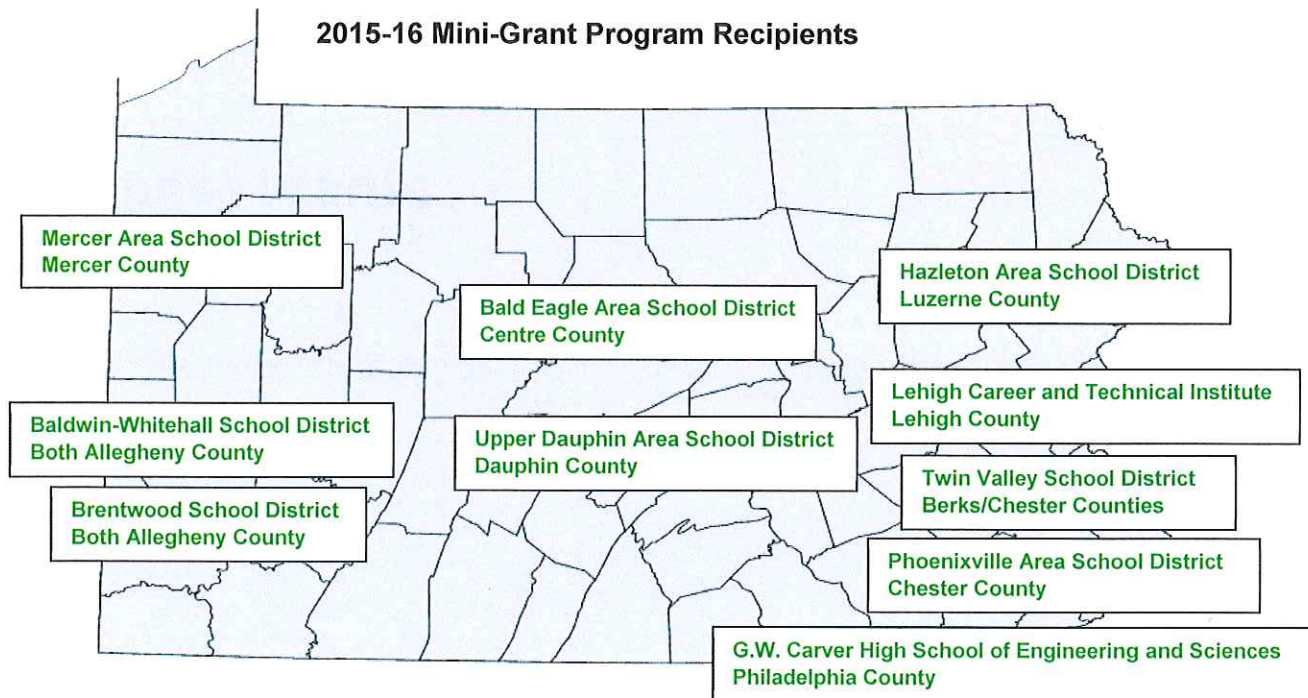 2015-16 Mini-Grant Program Recipients
Mercer Area School District
Mercer County
Hazleton Area School District
Luzerne County
Bald Eagle Area School District
Centre County
Lehigh Career and Technical Institute
Lehigh County
Baldwin-Whitehall School District
Both Allegheny County
Upper Dauphin Area School District
Dauphin County
Twin Valley School District
Berks/Chester Counties
Brentwood School District
Both Allegheny County
Phoenixville Area School District
Chester County
G.W. Carver High School of Engineering and Sciences
Philadelphia County